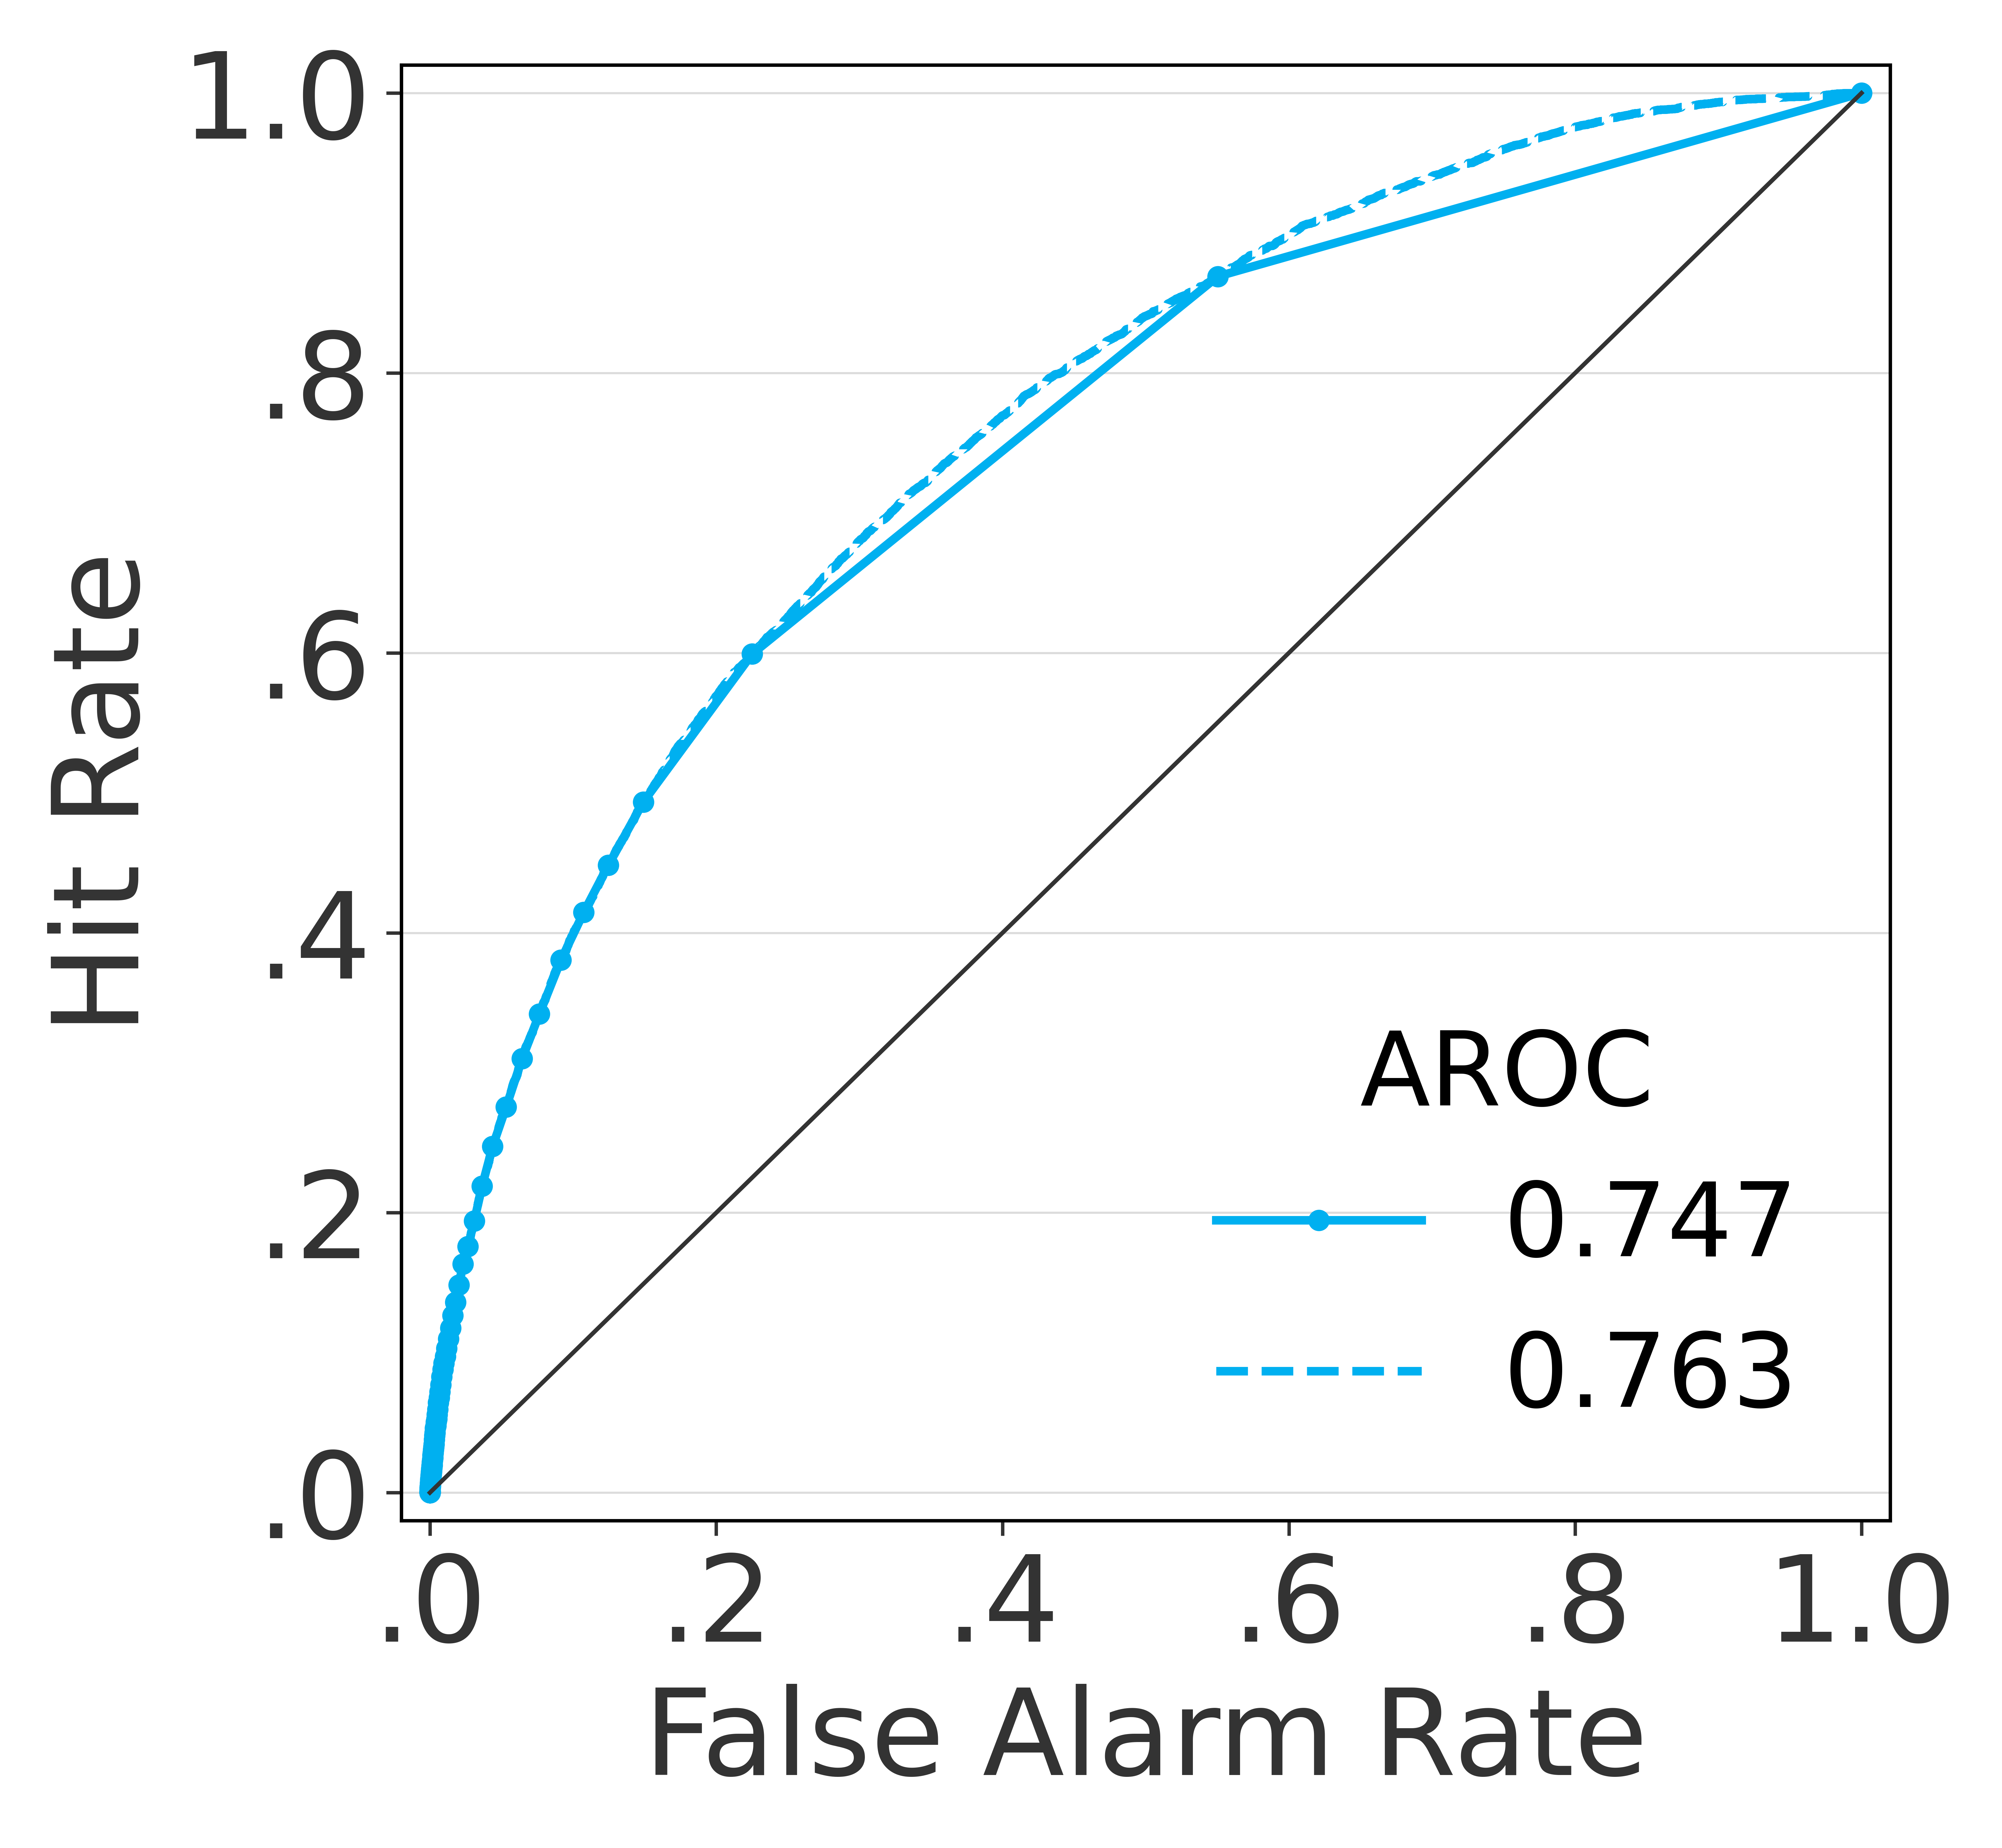 1.0
.8
.6
.4
.2
.0
Hit Rate
AROC
0.747
0.763
.0 .2 .4 .6 .8 1.0
False Alarm Rate